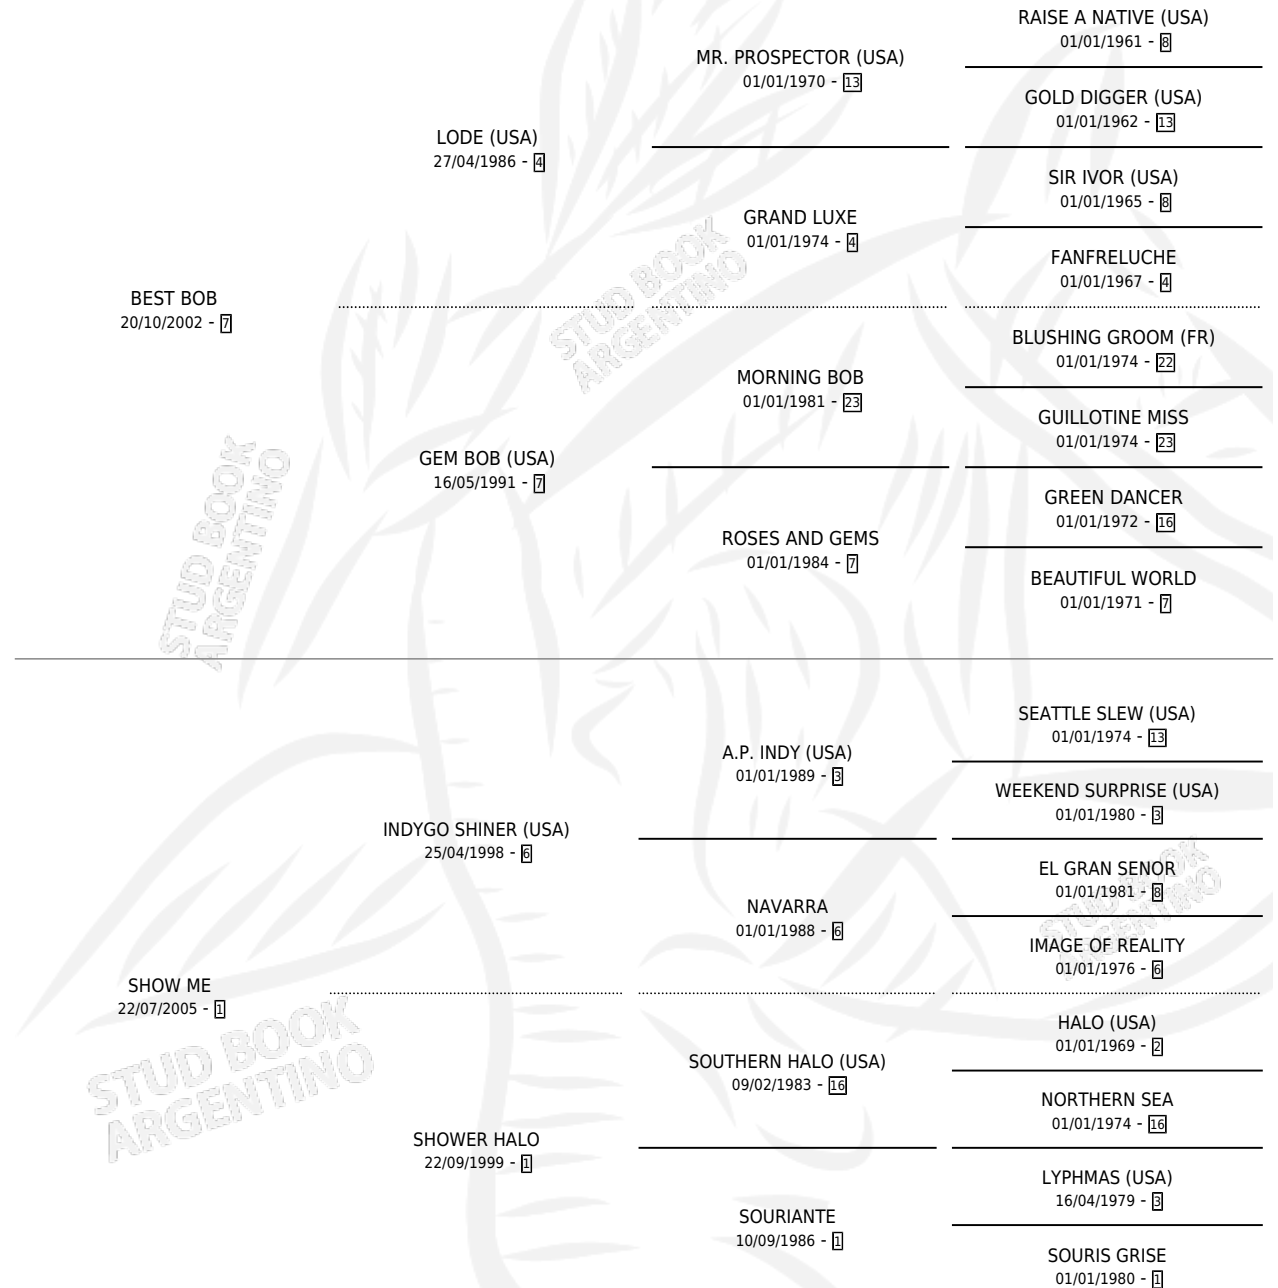 RAISE A NATIVE (USA)
01/01/1961 - 8
MR. PROSPECTOR (USA)
01/01/1970 - 13
GOLD DIGGER (USA)
01/01/1962 - 13
LODE (USA)
27/04/1986 - 4
SIR IVOR (USA)
01/01/1965 - 8
GRAND LUXE
01/01/1974 - 4
FANFRELUCHE
01/01/1967 - 4
BEST BOB
20/10/2002 - 7
BLUSHING GROOM (FR)
01/01/1974 - 22
MORNING BOB
01/01/1981 - 23
GUILLOTINE MISS
01/01/1974 - 23
GEM BOB (USA)
16/05/1991 - 7
GREEN DANCER
01/01/1972 - 16
ROSES AND GEMS
01/01/1984 - 7
BEAUTIFUL WORLD
01/01/1971 - 7
STUD BOOK
ARGENTINO
STUD BOOK
ARGENTINO
SEATTLE SLEW (USA)
01/01/1974 - 13
A.P. INDY (USA)
01/01/1989 - 3
WEEKEND SURPRISE (USA)
01/01/1980 - 3
INDYGO SHINER (USA)
25/04/1998 - 6
EL GRAN SENOR
01/01/1981 - 8
NAVARRA
01/01/1988 - 6
IMAGE OF REALITY
01/01/1976 - 6
SHOW ME
22/07/2005 - 1
HALO (USA)
01/01/1969 - 2
SOUTHERN HALO (USA)
09/02/1983 - 16
NORTHERN SEA
01/01/1974 - 16
SHOWER HALO
22/09/1999 - 1
LYPHMAS (USA)
16/04/1979 - 3
SOURIANTE
10/09/1986 - 1
SOURIS GRISE
01/01/1980 - 1
STUD BOOK
ARGENTINO
STUD BOOK
ARGENTINO